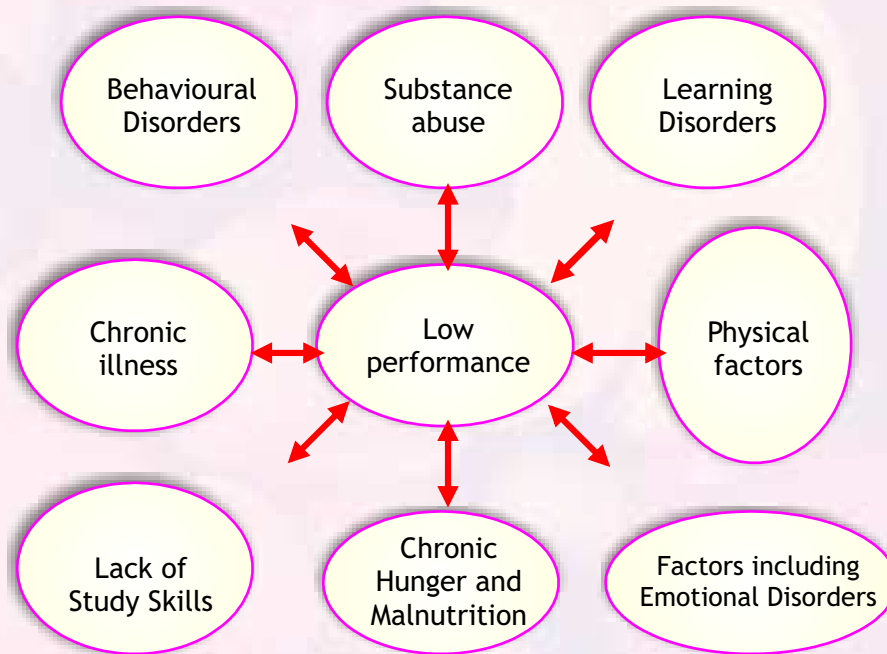 Behavioural
Disorders
Substance
abuse
Learning
Disorders
Chronic
illness
Low
performance
Physical
factors
Lack of
Study Skills
Chronic
Hunger and
Malnutrition
Factors including
Emotional Disorders